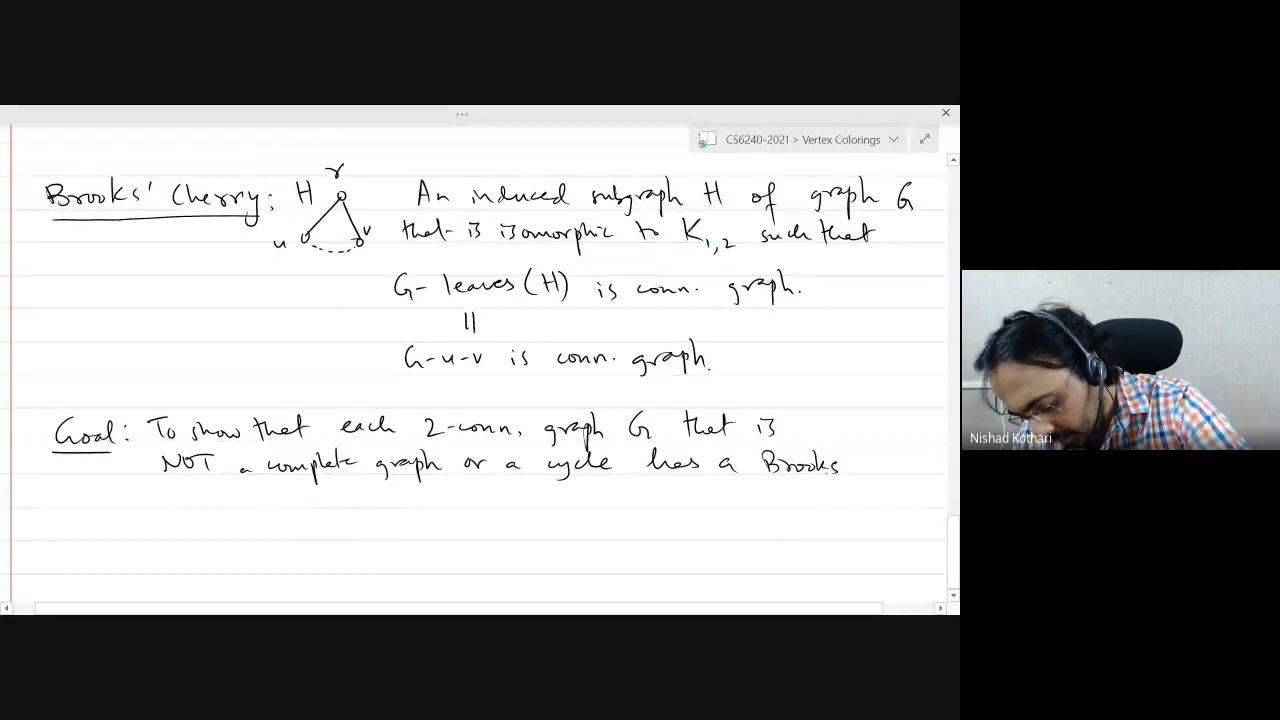 CS6240-2021 > Vertex Colorings
r
Brooks' Cherry: H An induced subgraph H of graph G
u v that is isomorphic to K1,2 such that
G- leaves (H) is conn. graph.
||
G-u-v is conn. graph.
Goal: To show that each 2-conn. graph G that is
NOT a complete graph or a cycle has a Brooks
Nishad Kothari